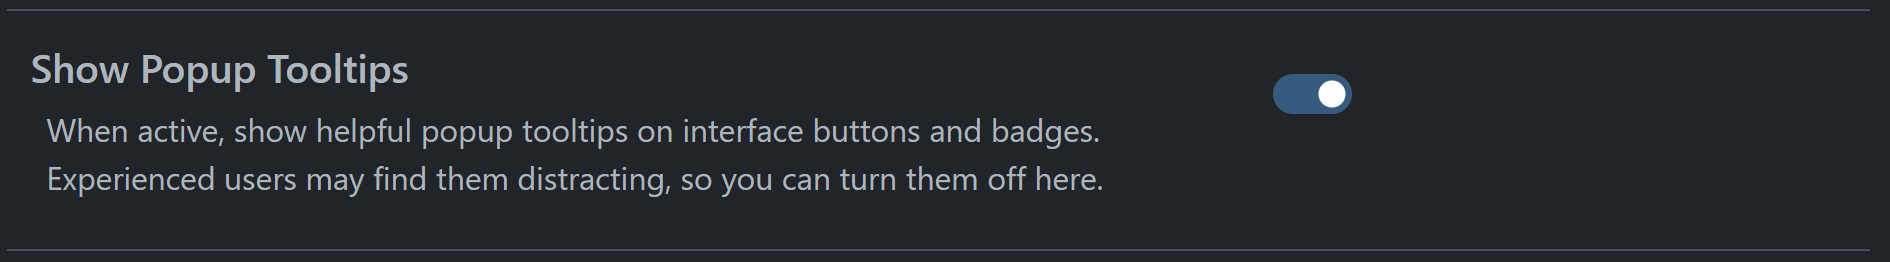 Show Popup Tooltips
When active, show helpful popup tooltips on interface buttons and badges.
Experienced users may find them distracting, so you can turn them off here.